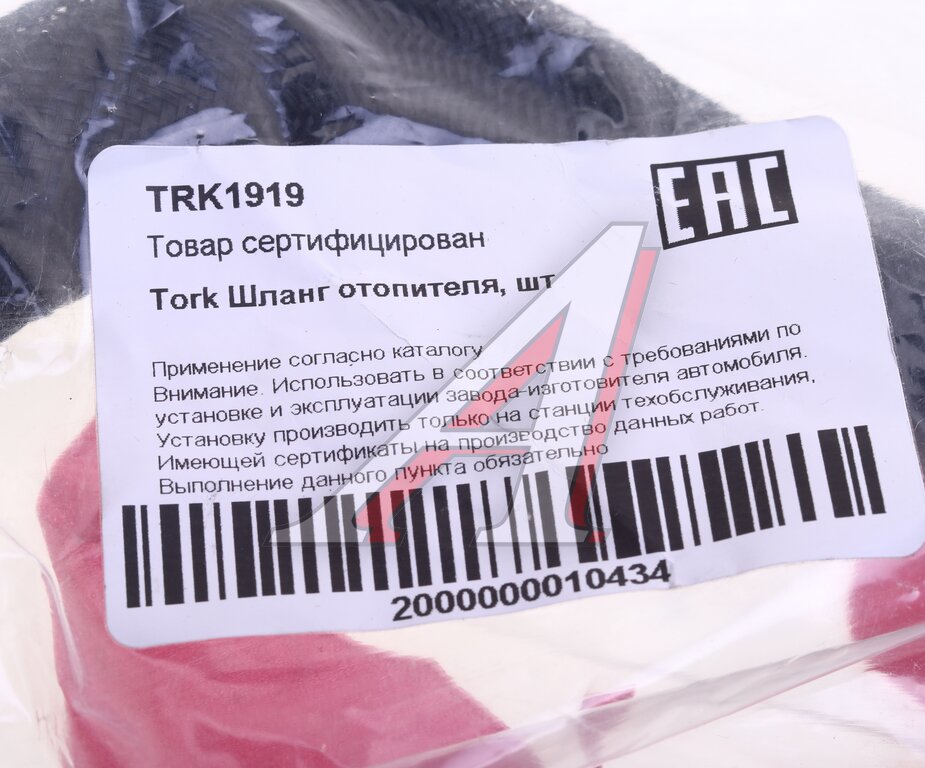 TRK1919
EAC
Товар сертифицирован
Tork Шланг отопителя, шт
Применение согласно каталогу
Внимание. Использовать в соответствии с требованиями по
установке и эксплуатации завода-изготовителя автомобиля.
Установку производить только на станции техобслуживания,
Имеющей сертификаты на производство данных работ.
Выполнение данного пункта обязательно
2000000010434